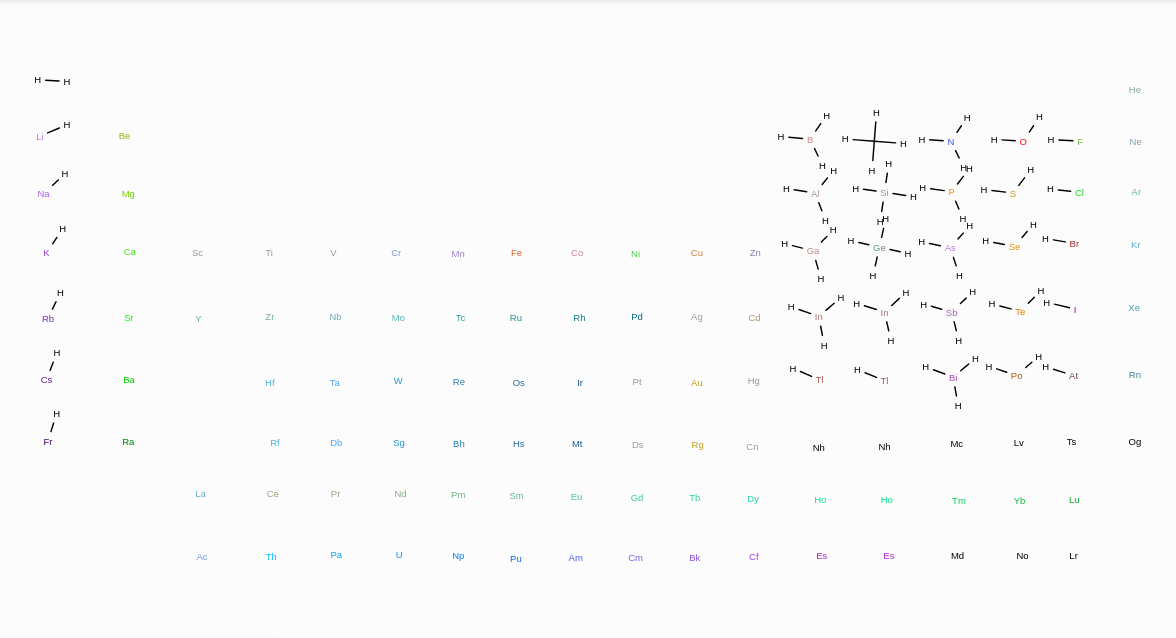 H H He
H H H H H
Li Be H B H H H N O H F Ne
H H H H H
H H H H H
Na Mg H Al H Si H H P H S H Cl Ar
H H H H
H H H H H
K Ca Sc Ti V Cr Mn Fe Co Ni Cu Zn H Ga H Ge H H As H Se H Br Kr
H H H
H H H H H
Rb Sr Y Zr Nb Mo Tc Ru Rh Pd Ag Cd H In H In H Sb H Te H I Xe
H H H
H H H
Cs Ba Hf Ta W Re Os Ir Pt Au Hg H Tl H Tl H Bi H Po H At Rn
H H
Fr Ra Rf Db Sg Bh Hs Mt Ds Rg Cn Nh Nh Mc Lv Ts Og
La Ce Pr Nd Pm Sm Eu Gd Tb Dy Ho Ho Tm Yb Lu
Ac Th Pa U Np Pu Am Cm Bk Cf Es Es Md No Lr